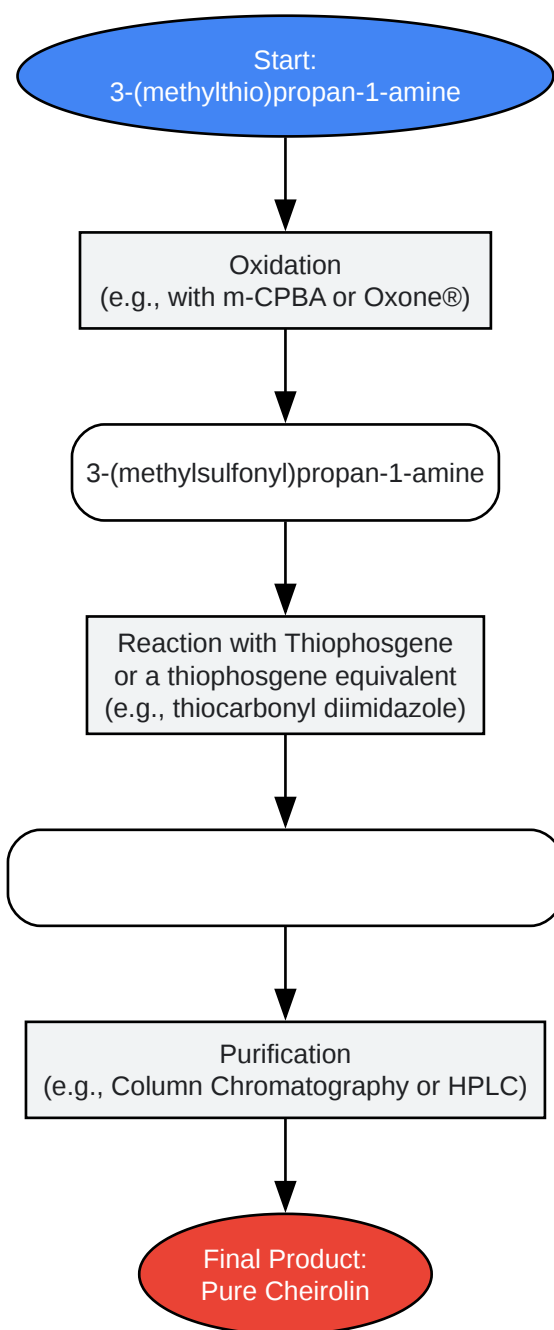 Start:
3-(methylthio)propan-1-amine
Oxidation
(e.g., with m-CPBA or Oxone®)
3-(methylsulfonyl)propan-1-amine
Reaction with Thiophosgene
or a thiophosgene equivalent
(e.g., thiocarbonyl diimidazole)
Purification
(e.g., Column Chromatography or HPLC)
Final Product:
Pure Cheirolin